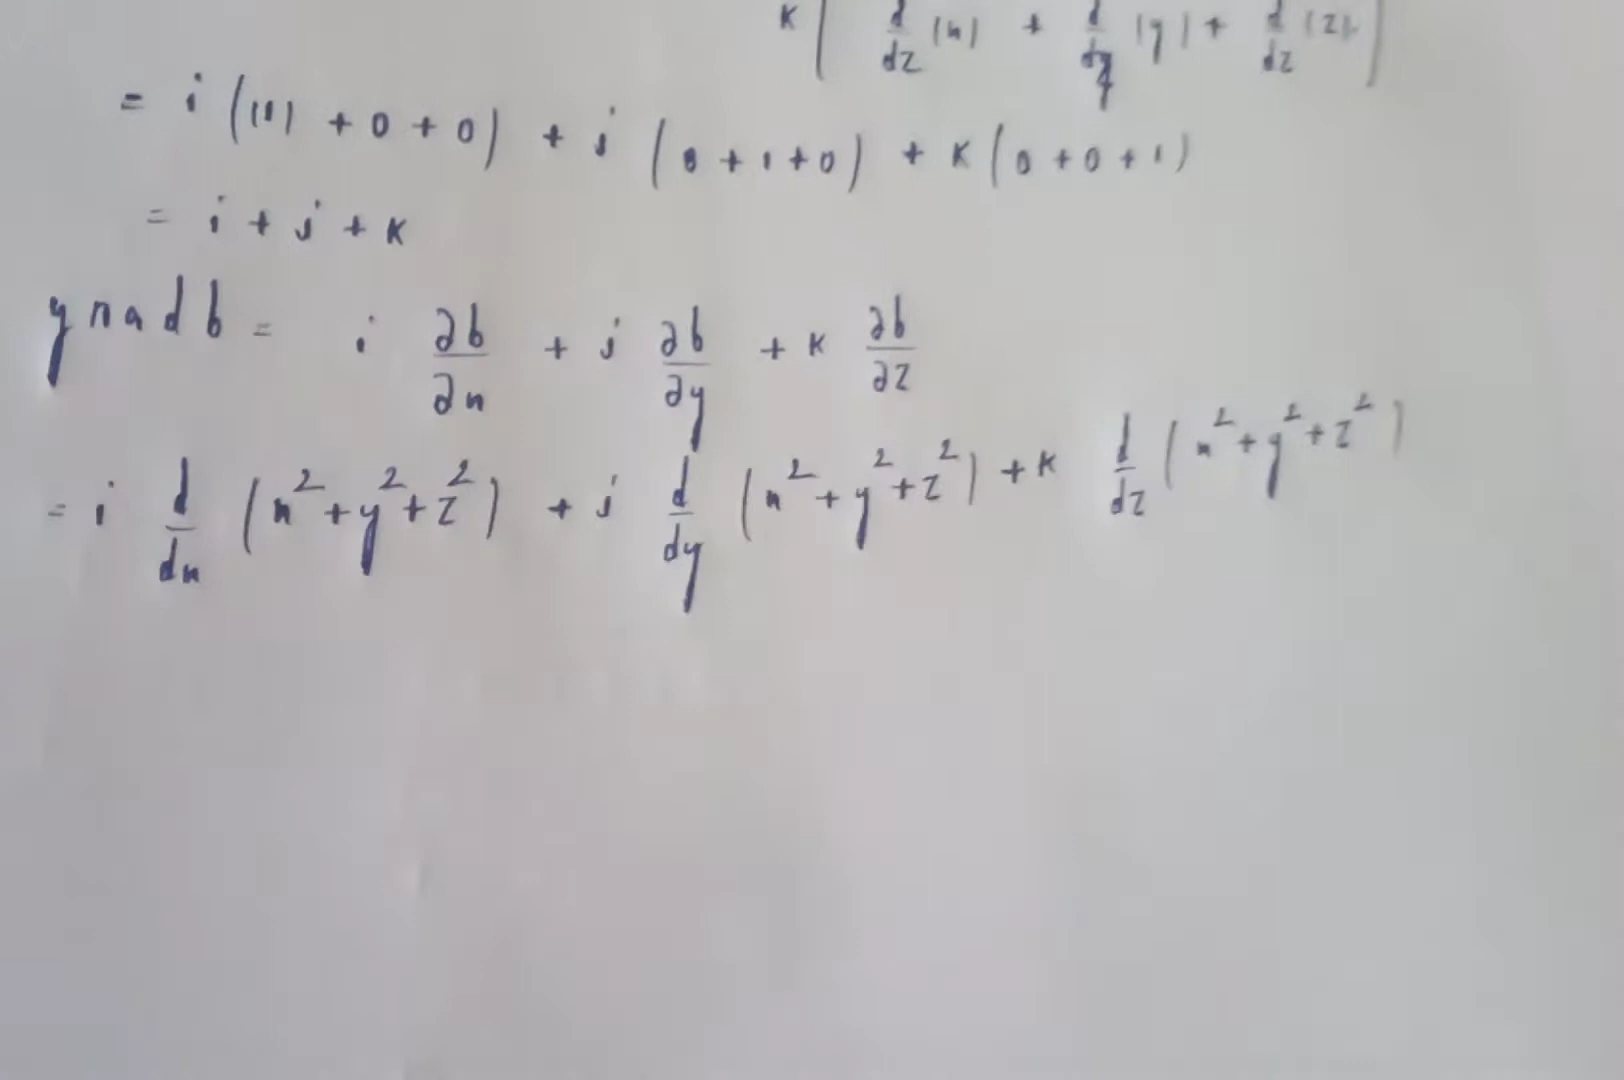 k [ d/dz (x) + d/dy (y) + d/dz (z) ]
= i ((1) + 0 + 0) + j (0 + 1 + 0) + k (0 + 0 + 1)
= i + j + k
grad b = i ∂b/∂x + j ∂b/∂y + k ∂b/∂z
= i d/dx (x² + y² + z²) + j d/dy (x² + y² + z²) + k d/dz (x² + y² + z²)